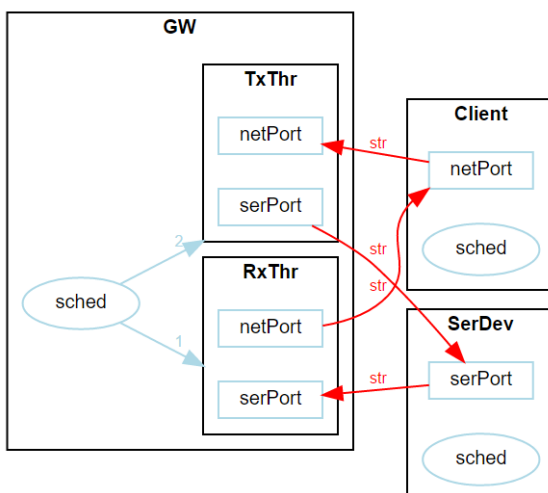 GW
TxThr
netPort
serPort
2
sched
1
RxThr
netPort
serPort
str
str
str
str
Client
netPort
sched
SerDev
serPort
sched